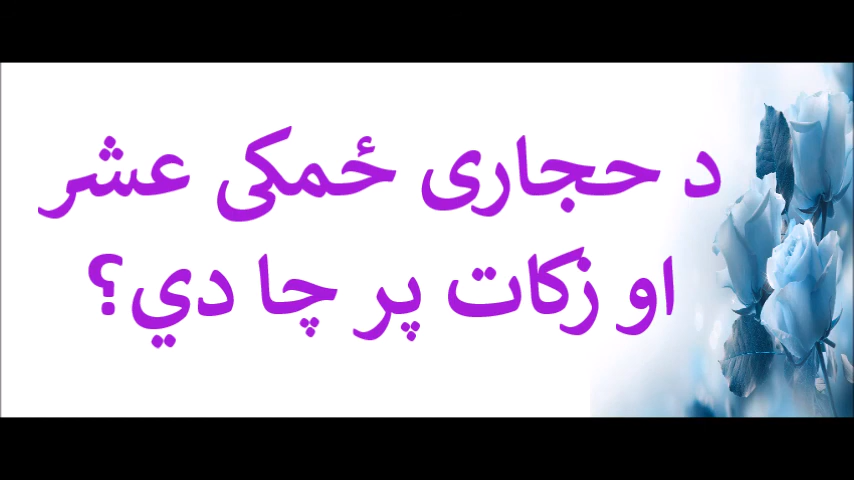 د حجاری ځمکی عشر
او زکات پر چا دي؟